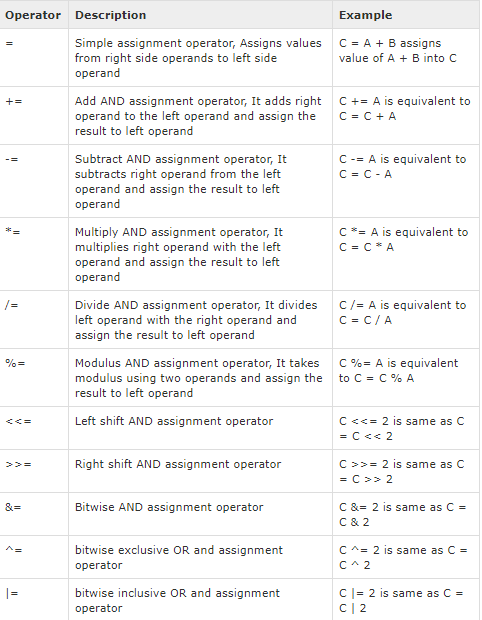 Operator Description Example
= Simple assignment operator, Assigns values C = A + B assigns
from right side operands to left side value of A + B into C
operand
+= Add AND assignment operator, It adds right C += A is equivalent to
operand to the left operand and assign the C = C + A
result to left operand
-= Subtract AND assignment operator, It C -= A is equivalent to
subtracts right operand from the left C = C - A
operand and assign the result to left
operand
*= Multiply AND assignment operator, It C *= A is equivalent to
multiplies right operand with the left C = C * A
operand and assign the result to left
operand
/= Divide AND assignment operator, It divides C /= A is equivalent to
left operand with the right operand and C = C / A
assign the result to left operand
%= Modulus AND assignment operator, It takes C %= A is equivalent
modulus using two operands and assign the to C = C % A
result to left operand
<<= Left shift AND assignment operator C <<= 2 is same as C
= C << 2
>>= Right shift AND assignment operator C >>= 2 is same as C
= C >> 2
&= Bitwise AND assignment operator C &= 2 is same as C =
C & 2
^= bitwise exclusive OR and assignment C ^= 2 is same as C =
operator C ^ 2
|= bitwise inclusive OR and assignment C |= 2 is same as C =
operator C | 2